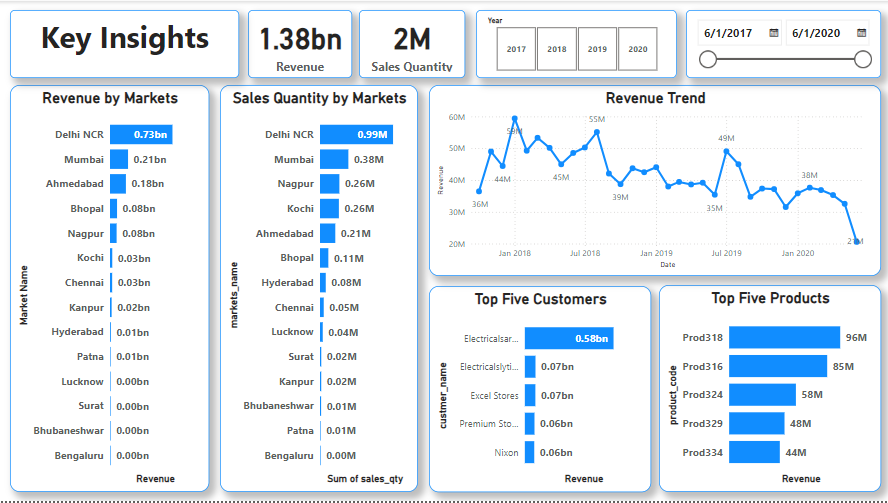 Key Insights
1.38bn
Revenue
2M
Sales Quantity
Year
2017 2018 2019 2020
6/1/2017 6/1/2020
Revenue by Markets
Market Name
Delhi NCR 0.73bn
Mumbai 0.21bn
Ahmedabad 0.18bn
Bhopal 0.08bn
Nagpur 0.08bn
Kochi 0.03bn
Chennai 0.03bn
Kanpur 0.02bn
Hyderabad 0.01bn
Patna 0.01bn
Lucknow 0.00bn
Surat 0.00bn
Bhubaneshwar 0.00bn
Bengaluru 0.00bn
Revenue
Sales Quantity by Markets
markets_name
Delhi NCR 0.99M
Mumbai 0.38M
Nagpur 0.26M
Kochi 0.26M
Ahmedabad 0.21M
Bhopal 0.11M
Hyderabad 0.08M
Chennai 0.05M
Lucknow 0.04M
Surat 0.02M
Kanpur 0.02M
Bhubaneshwar 0.01M
Patna 0.01M
Bengaluru 0.00M
Sum of sales_qty
Revenue Trend
Revenue
60M
50M
40M
30M
20M
36M 44M 59M 45M 55M 39M 35M 49M 38M 21M
Jan 2018 Jul 2018 Jan 2019 Jul 2019 Jan 2020
Date
Top Five Customers
custmer_name
Electricalsar... 0.58bn
Electricalslyti... 0.07bn
Excel Stores 0.07bn
Premium Sto... 0.06bn
Nixon 0.06bn
Revenue
Top Five Products
product_code
Prod318 96M
Prod316 85M
Prod324 58M
Prod329 48M
Prod334 44M
Revenue